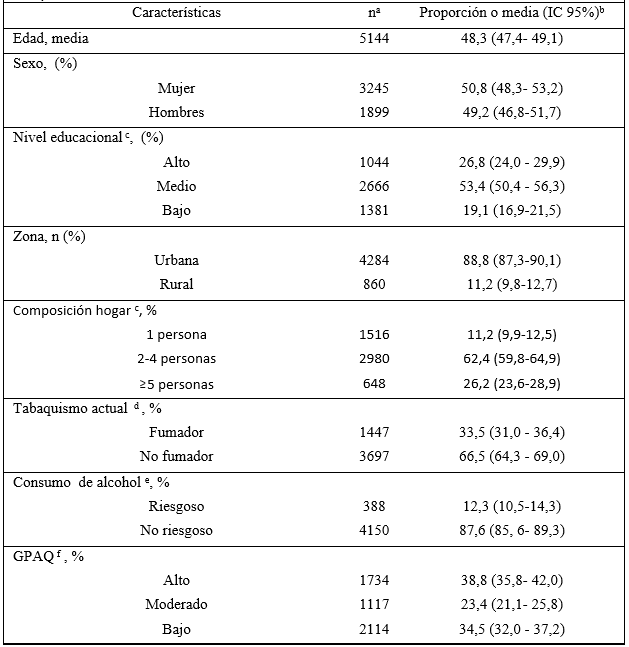 Características nᵃ Proporción o media (IC 95%)ᵇ
Edad, media 5144 48,3 (47,4- 49,1)
Sexo, (%)
Mujer 3245 50,8 (48,3- 53,2)
Hombres 1899 49,2 (46,8-51,7)
Nivel educacional ᶜ, (%)
Alto 1044 26,8 (24,0 - 29,9)
Medio 2666 53,4 (50,4 - 56,3)
Bajo 1381 19,1 (16,9-21,5)
Zona, n (%)
Urbana 4284 88,8 (87,3-90,1)
Rural 860 11,2 (9,8-12,7)
Composición hogar ᶜ, %
1 persona 1516 11,2 (9,9-12,5)
2-4 personas 2980 62,4 (59,8-64,9)
≥5 personas 648 26,2 (23,6-28,9)
Tabaquismo actual ᵈ, %
Fumador 1447 33,5 (31,0 - 36,4)
No fumador 3697 66,5 (64,3 - 69,0)
Consumo de alcohol ᵉ, %
Riesgoso 388 12,3 (10,5-14,3)
No riesgoso 4150 87,6 (85, 6- 89,3)
GPAQ ᶠ, %
Alto 1734 38,8 (35,8- 42,0)
Moderado 1117 23,4 (21,1- 25,8)
Bajo 2114 34,5 (32,0 - 37,2)